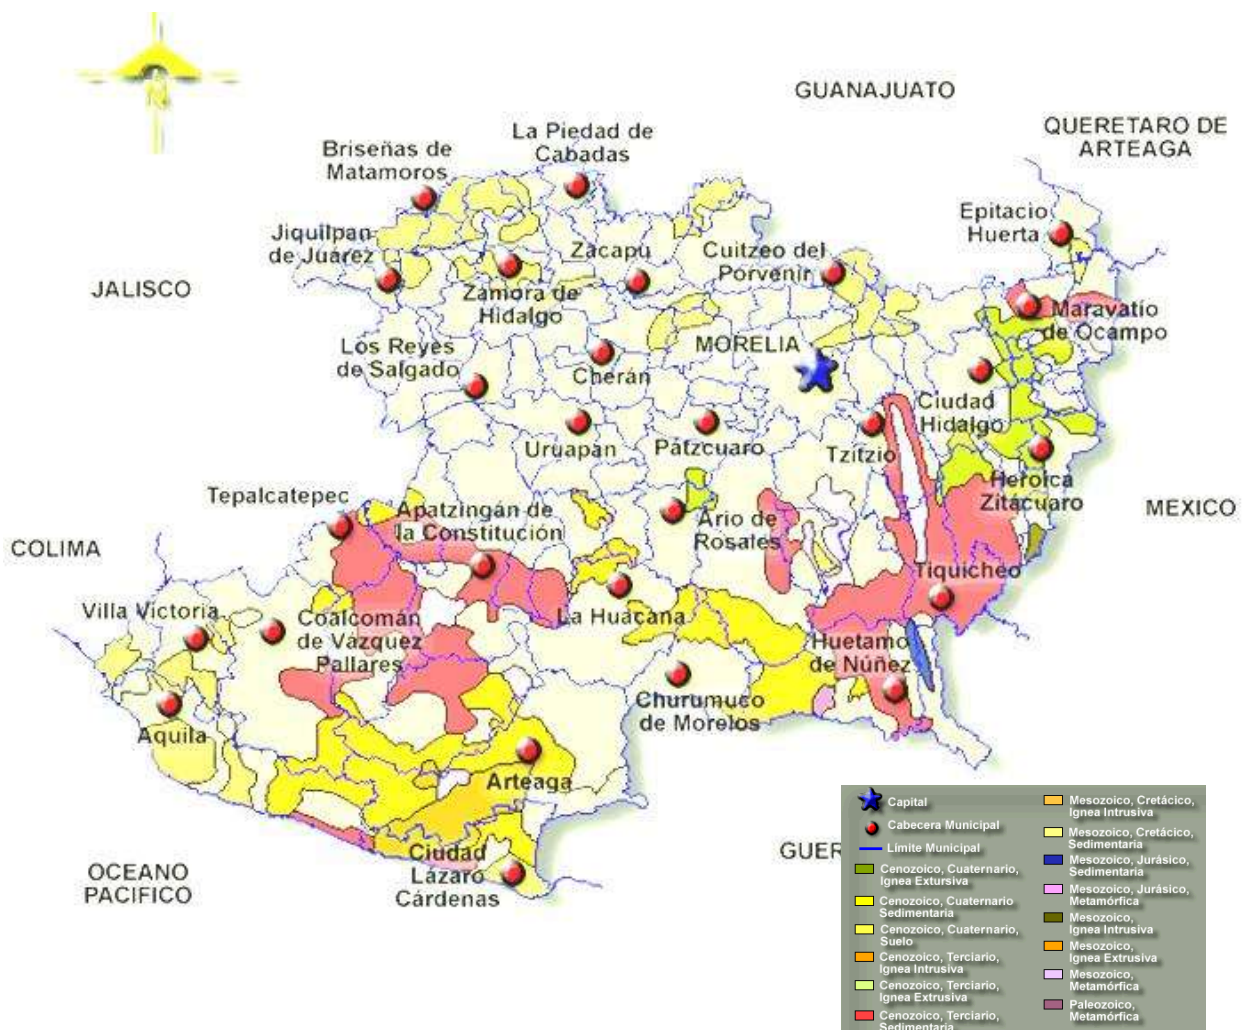 N
GUANAJUATO
QUERETARO DE
ARTEAGA
La Piedad de
Cabadas
Briseñas de
Matamoros
Epitacio
Huerta
Jiquilpan
de Juárez
Zacapu
Cuitzeo del
Porvenir
JALISCO
Zamora de
Hidalgo
Maravatío
de Ocampo
MORELIA
Los Reyes
de Salgado
Cherán
Ciudad
Hidalgo
Uruapan
Pátzcuaro
Tzitzio
Heroica
Zitácuaro
Tepalcatepec
Apatzingán de
la Constitución
Ario de
Rosales
MEXICO
COLIMA
Tiquicheo
Villa Victoria
Coalcomán
de Vázquez
Pallares
La Huacana
Huetamo
de Núñez
Churumuco
de Morelos
Aquila
Arteaga
Ciudad
Lázaro
Cárdenas
OCEANO
PACIFICO
GUER
Capital
Cabecera Municipal
Límite Municipal
Cenozoico, Cuaternario,
Ignea Extursiva
Cenozoico, Cuaternario
Sedimentaria
Cenozoico, Cuaternario,
Suelo
Cenozoico, Terciario,
Ignea Intrusiva
Cenozoico, Terciario,
Ignea Extrusiva
Cenozoico, Terciario,
Sedimentaria
Mesozoico, Cretácico,
Ignea Intrusiva
Mesozoico, Cretácico,
Sedimentaria
Mesozoico, Jurásico,
Sedimentaria
Mesozoico, Jurásico,
Metamórfica
Mesozoico,
Ignea Intrusiva
Mesozoico,
Ignea Extrusiva
Mesozoico,
Metamórfica
Paleozoico,
Metamórfica